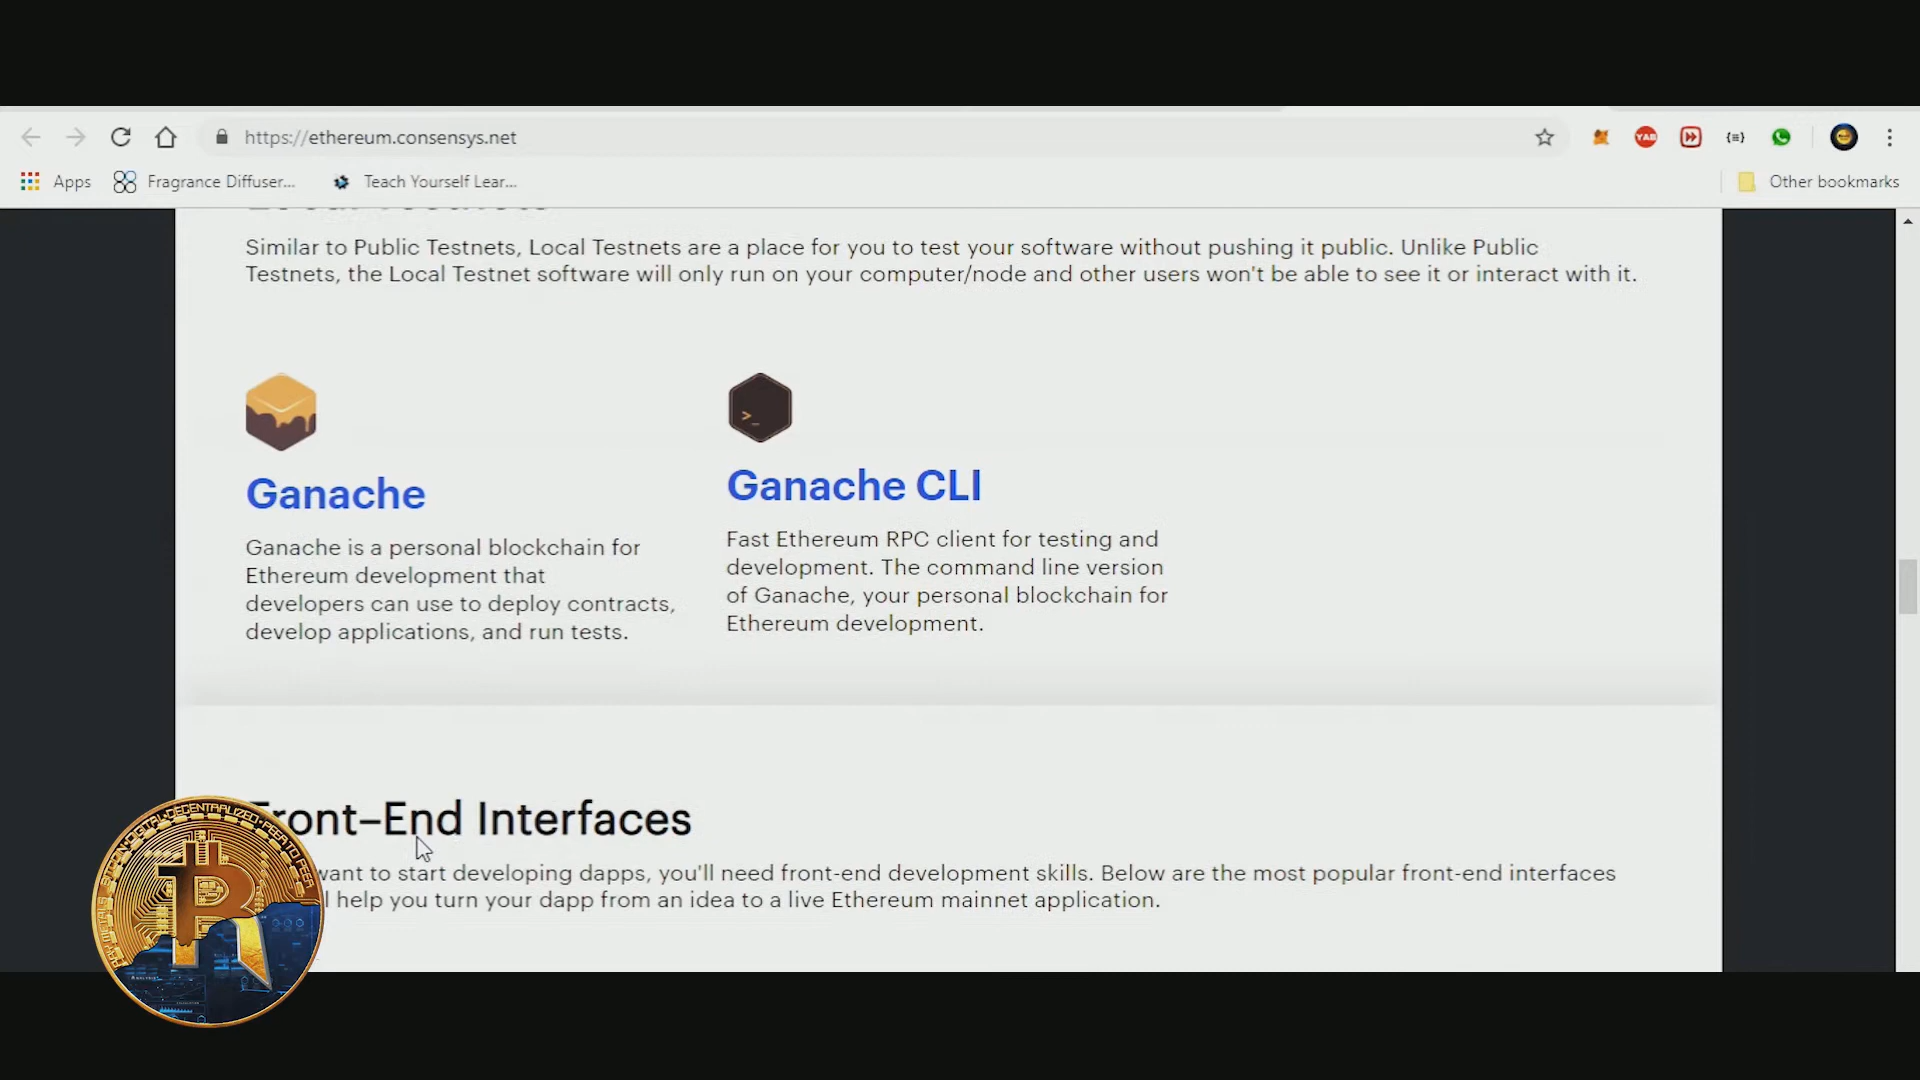 https://ethereum.consensys.net
Apps
Fragrance Diffuser...
Teach Yourself Lear...
Other bookmarks
Similar to Public Testnets, Local Testnets are a place for you to test your software without pushing it public. Unlike Public
Testnets, the Local Testnet software will only run on your computer/node and other users won't be able to see it or interact with it.
Ganache
Ganache is a personal blockchain for
Ethereum development that
developers can use to deploy contracts,
develop applications, and run tests.
>_
Ganache CLI
Fast Ethereum RPC client for testing and
development. The command line version
of Ganache, your personal blockchain for
Ethereum development.
Front–End Interfaces
want to start developing dapps, you'll need front-end development skills. Below are the most popular front-end interfaces
help you turn your dapp from an idea to a live Ethereum mainnet application.
BITCOIN DIGITAL DECENTRALIZED PEER TO PEER